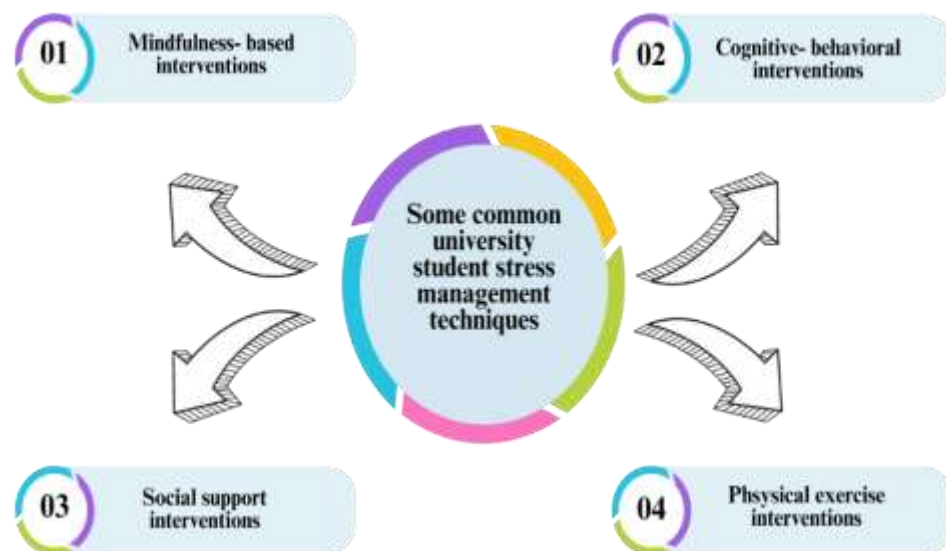 01
Mindfulness- based
interventions
02
Cognitive- behavioral
interventions
Some common
university
student stress
management
techniques
03
Social support
interventions
04
Phsysical exercise
interventions